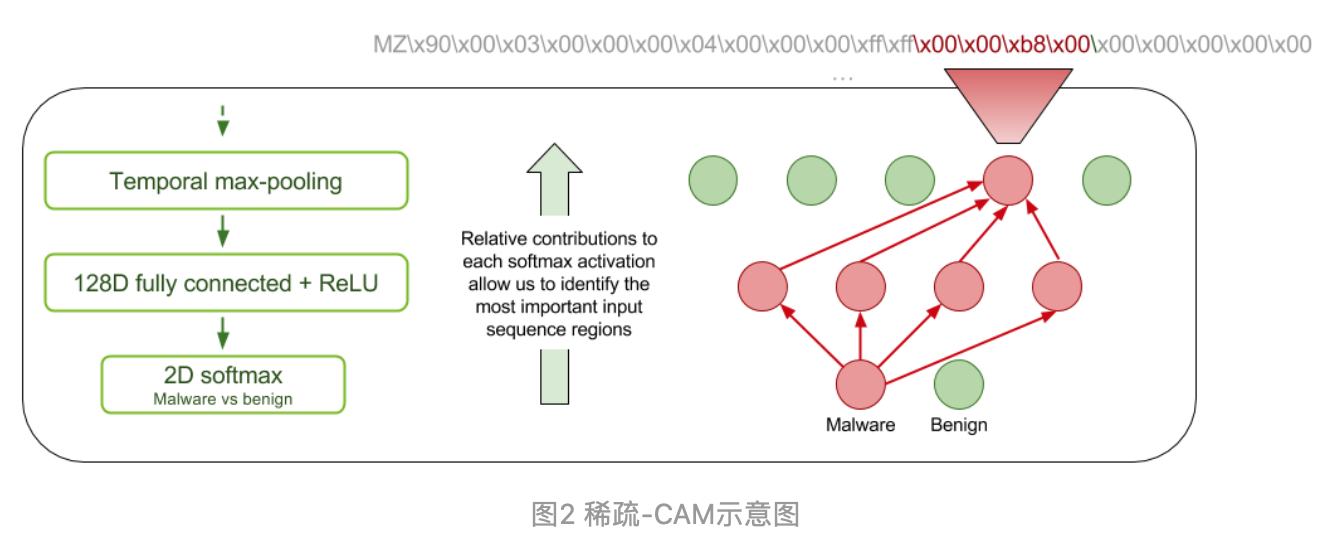 MZ\x90\x00\x03\x00\x00\x00\x04\x00\x00\x00\xff\xff\x00\x00\xb8\x00\x00\x00\x00\x00\x00
...
Temporal max-pooling
128D fully connected + ReLU
2D softmax
Malware vs benign
Relative contributions to
each softmax activation
allow us to identify the
most important input
sequence regions
Malware
Benign
图2 稀疏-CAM示意图